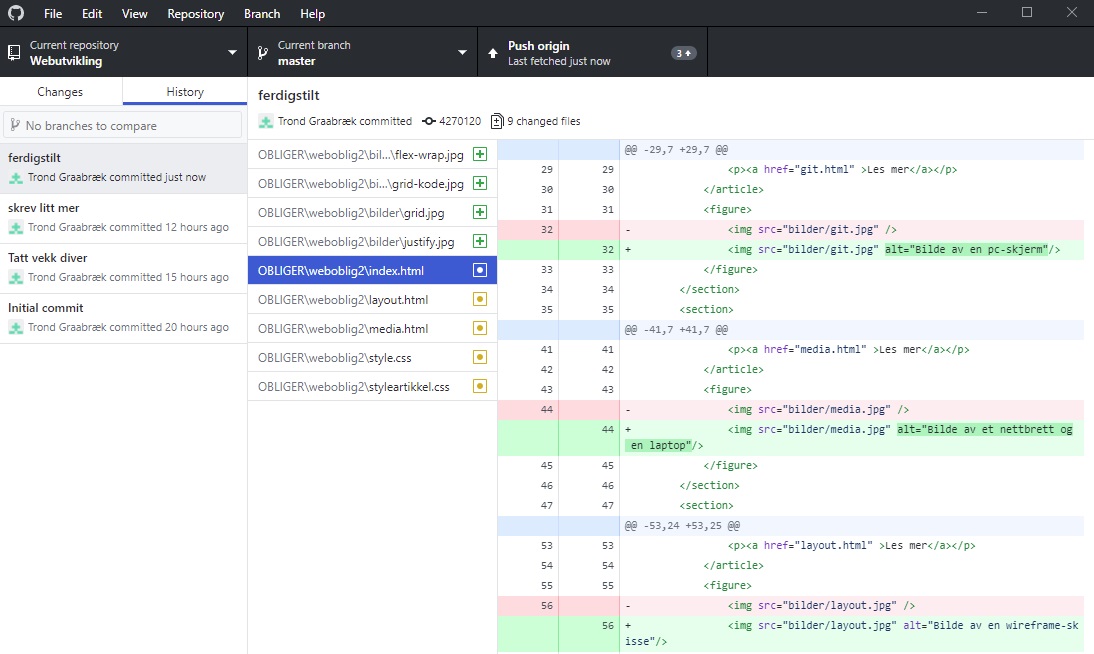 File Edit View Repository Branch Help
Current repository
Webutvikling
Current branch
master
Push origin
Last fetched just now
3
Changes History
No branches to compare
ferdigstilt
Trond Graabræk committed just now
skrev litt mer
Trond Graabræk committed 12 hours ago
Tatt vekk diver
Trond Graabræk committed 15 hours ago
Initial commit
Trond Graabræk committed 20 hours ago
ferdigstilt
Trond Graabræk committed 4270120 9 changed files
OBLIGER\weboblig2\bil...\flex-wrap.jpg
OBLIGER\weboblig2\bi...\grid-kode.jpg
OBLIGER\weboblig2\bilder\grid.jpg
OBLIGER\weboblig2\bilder\justify.jpg
OBLIGER\weboblig2\index.html
OBLIGER\weboblig2\layout.html
OBLIGER\weboblig2\media.html
OBLIGER\weboblig2\style.css
OBLIGER\weboblig2\styleartikkel.css
@@ -29,7 +29,7 @@
29 29 <p><a href="git.html" >Les mer</a></p>
30 30 </article>
31 31 <figure>
32 - <img src="bilder/git.jpg" />
32 + <img src="bilder/git.jpg" alt="Bilde av en pc-skjerm"/>
33 33 </figure>
34 34 </section>
35 35 <section>
@@ -41,7 +41,7 @@
41 41 <p><a href="media.html" >Les mer</a></p>
42 42 </article>
43 43 <figure>
44 - <img src="bilder/media.jpg" />
44 + <img src="bilder/media.jpg" alt="Bilde av et nettbrett og
en laptop"/>
45 45 </figure>
46 46 </section>
47 47 <section>
@@ -53,24 +53,25 @@
53 53 <p><a href="layout.html" >Les mer</a></p>
54 54 </article>
55 55 <figure>
56 - <img src="bilder/layout.jpg" />
56 + <img src="bilder/layout.jpg" alt="Bilde av en wireframe-sk
isse"/>